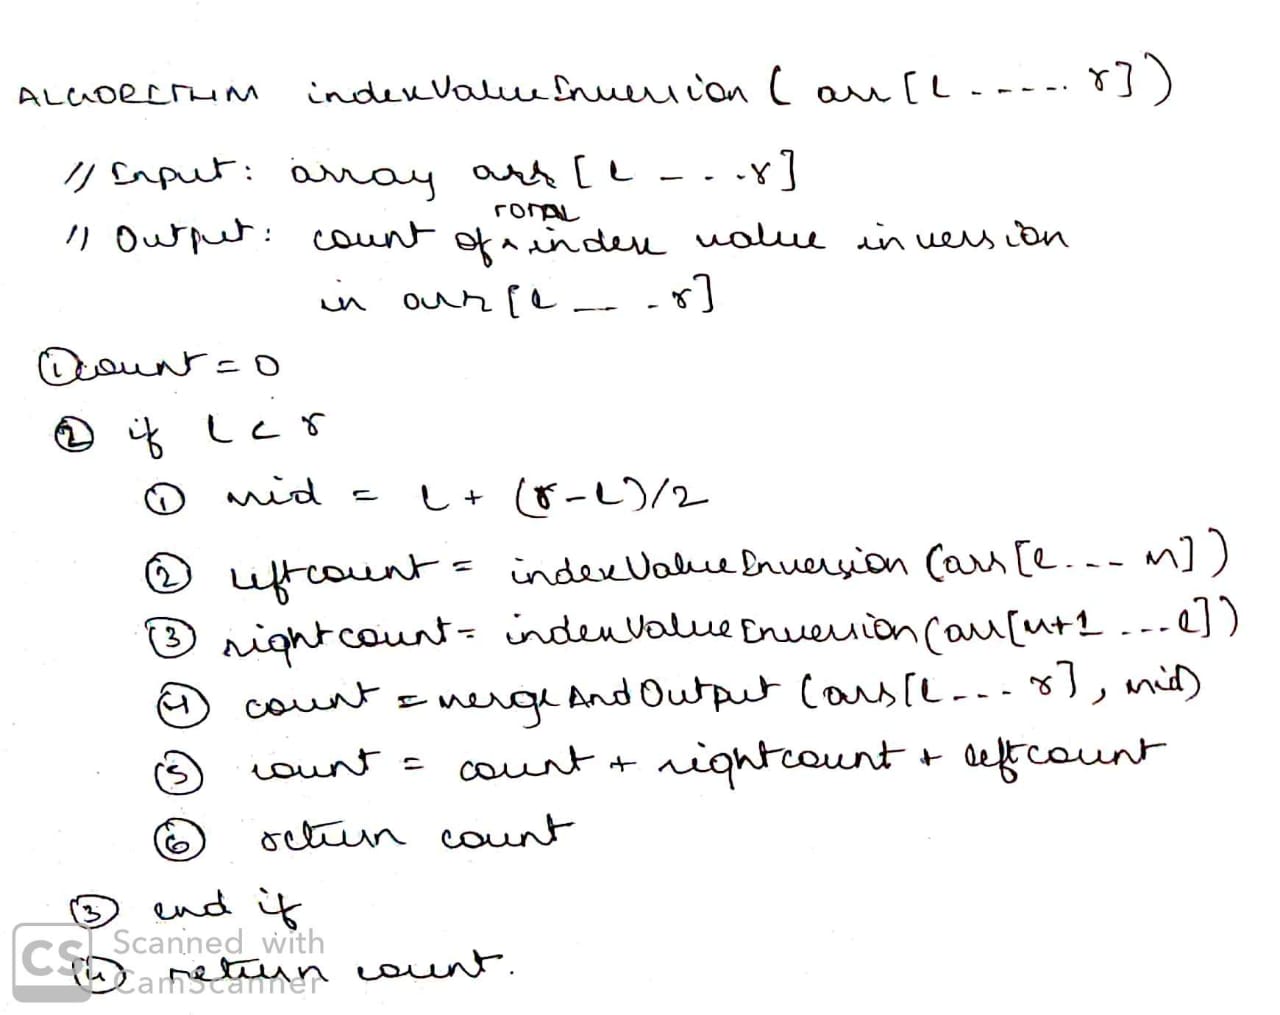 ALGORITHM indexValueInversion ( arr [ L - - - - - r ] )
// Input: array arr [ L - - - r ]
// Output: count of ^ total index value inversion
in arr [ l - - - r ]
① count = 0
② if L < r
① mid = L + (r-L)/2
② leftcount = indexValueInversion (arr [l - - - m])
③ rightcount = indexValueInversion (arr [m+1 ---l])
④ count = mergeAndOutput (arr [l - - - r], mid)
⑤ count = count + rightcount + leftcount
⑥ return count
③ end if
④ return count.
CS Scanned with
CamScanner